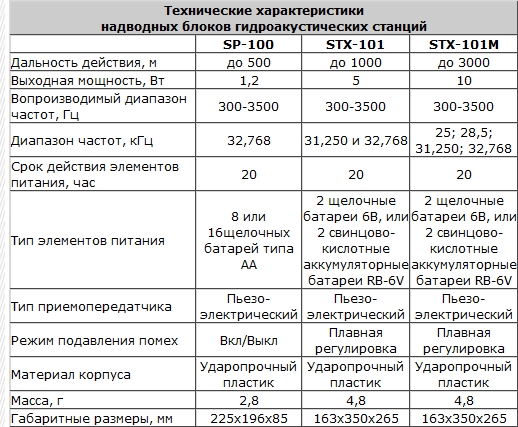 Технические характеристики
надводных блоков гидроакустических станций
SP-100 STX-101 STX-101M
Дальность действия, м до 500 до 1000 до 3000
Выходная мощность, Вт 1,2 5 10
Вопроизводимый диапазон частот, Гц 300-3500 300-3500 300-3500
Диапазон частот, кГц 32,768 31,250 и 32,768 25; 28,5; 31,250; 32,768
Срок действия элементов питания, час 20 20 20
Тип элементов питания 8 или 16щелочных батарей типа АА 2 щелочные батареи 6В, или 2 свинцово-кислотные аккумуляторные батареи RB-6V 2 щелочные батареи 6В, или 2 свинцово-кислотные аккумуляторные батареи RB-6V
Тип приемопередатчика Пьезо-электрический Пьезо-электрический Пьезо-электрический
Режим подавления помех Вкл/Выкл Плавная регулировка Плавная регулировка
Материал корпуса Ударопрочный пластик Ударопрочный пластик Ударопрочный пластик
Масса, г 2,8 4,8 4,8
Габаритные размеры, мм 225х196х85 163х350х265 163х350х265